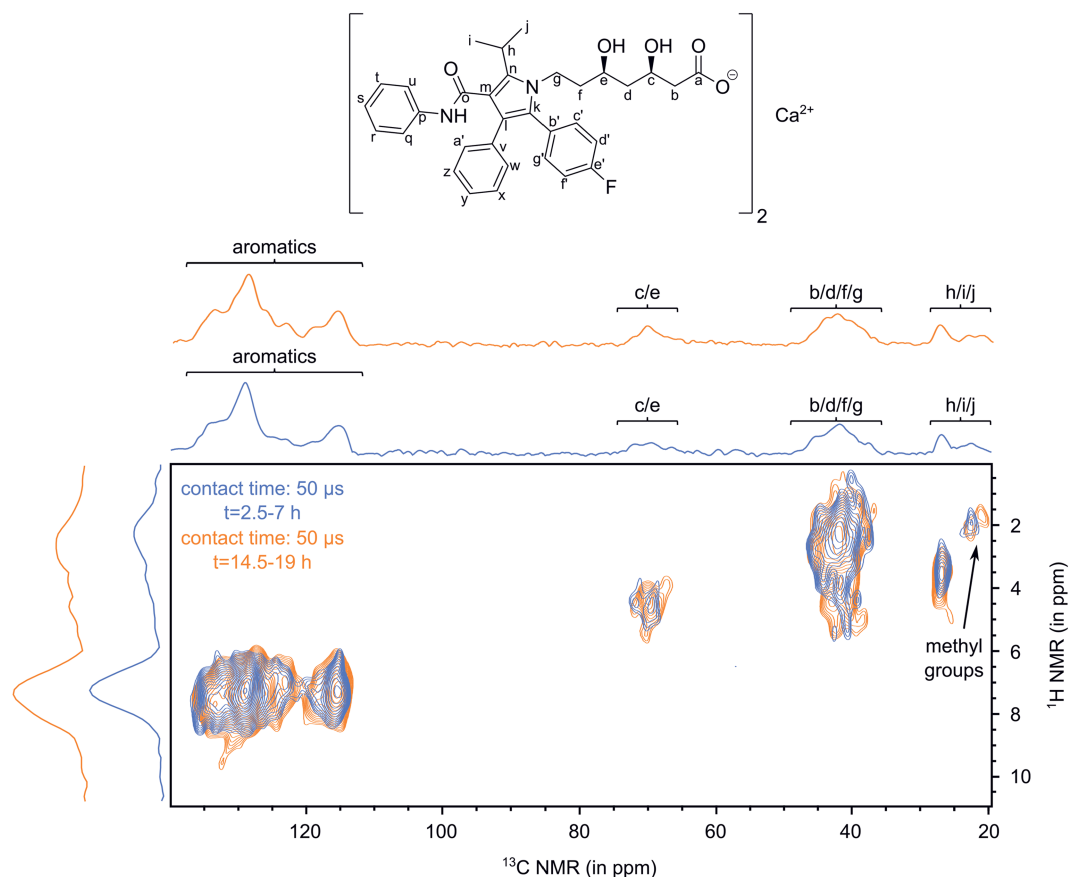 j
i
h
OH
OH
O
t
u
O
n
N
g
e
c
a
O⊖
s
o
m
f
d
b
p
NH
k
Ca²⁺
r
q
l
b'
c'
a'
v
d'
z
w
g'
e'
y
x
f'
F
2
aromatics
c/e
b/d/f/g
h/i/j
aromatics
c/e
b/d/f/g
h/i/j
contact time: 50 µs
t=2.5-7 h
contact time: 50 µs
t=14.5-19 h
methyl
groups
2
4
6
8
10
¹H NMR (in ppm)
120
100
80
60
40
20
¹³C NMR (in ppm)